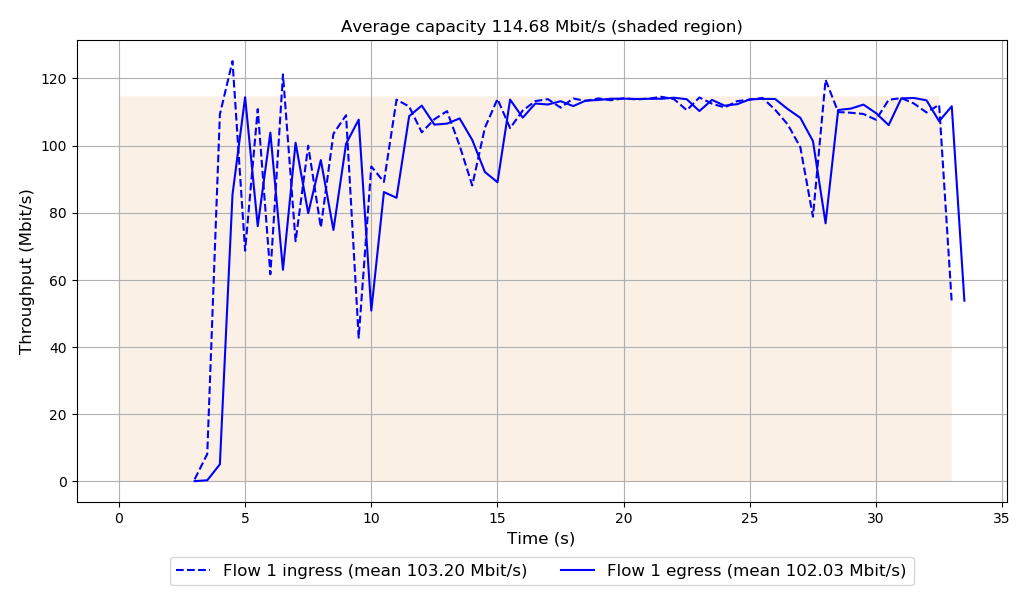 Average capacity 114.68 Mbit/s (shaded region)
Throughput (Mbit/s)
120
100
80
60
40
20
0
0 5 10 15 20 25 30 35
Time (s)
Flow 1 ingress (mean 103.20 Mbit/s) Flow 1 egress (mean 102.03 Mbit/s)